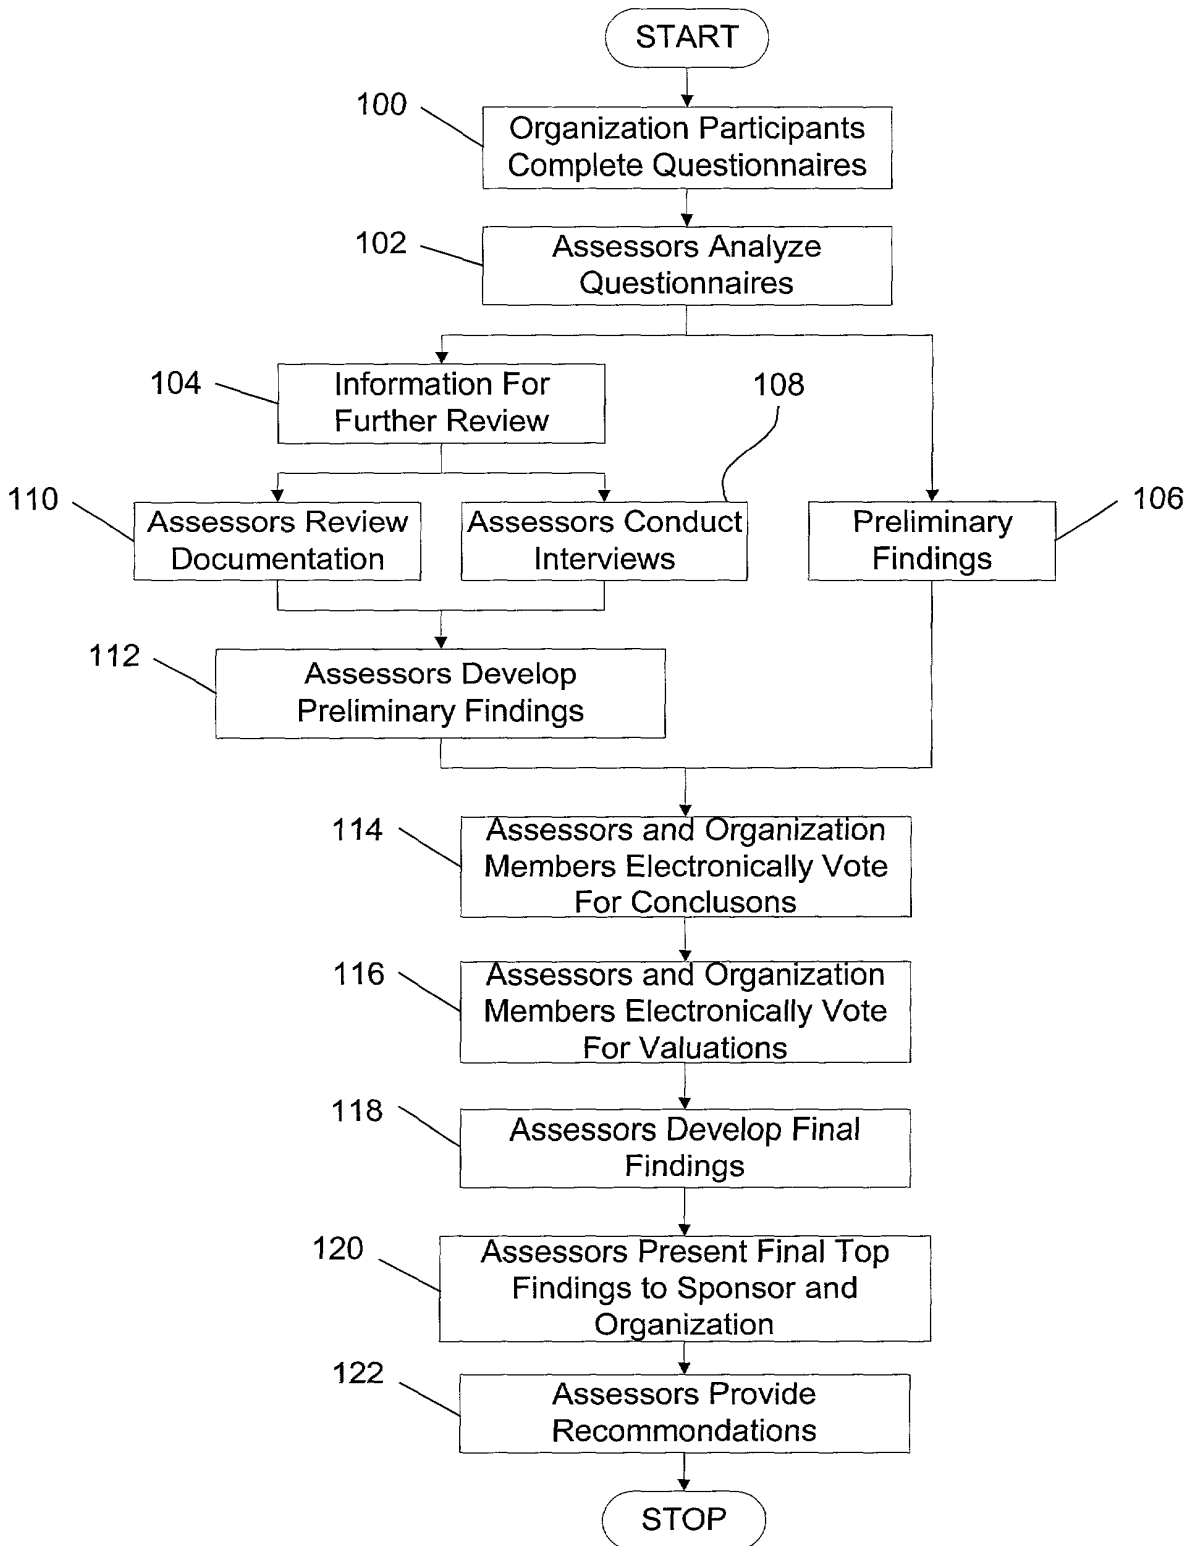 START
100
Organization Participants
Complete Questionnaires
102
Assessors Analyze
Questionnaires
104
Information For
Further Review
108
110
Assessors Review
Documentation
Assessors Conduct
Interviews
Preliminary
Findings
106
112
Assessors Develop
Preliminary Findings
114
Assessors and Organization
Members Electronically Vote
For Conclusons
116
Assessors and Organization
Members Electronically Vote
For Valuations
118
Assessors Develop Final
Findings
120
Assessors Present Final Top
Findings to Sponsor and
Organization
122
Assessors Provide
Recommondations
STOP